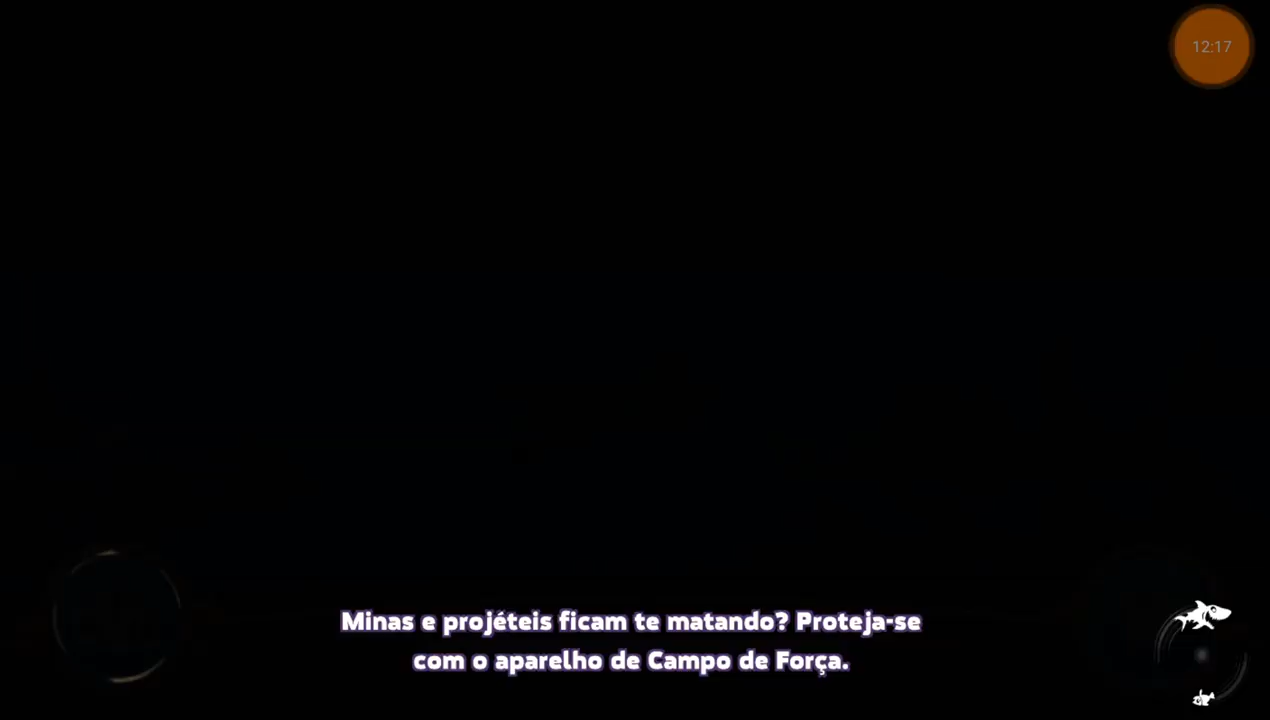 12:17
Minas e projéteis ficam te matando? Proteja-se
com o aparelho de Campo de Força.